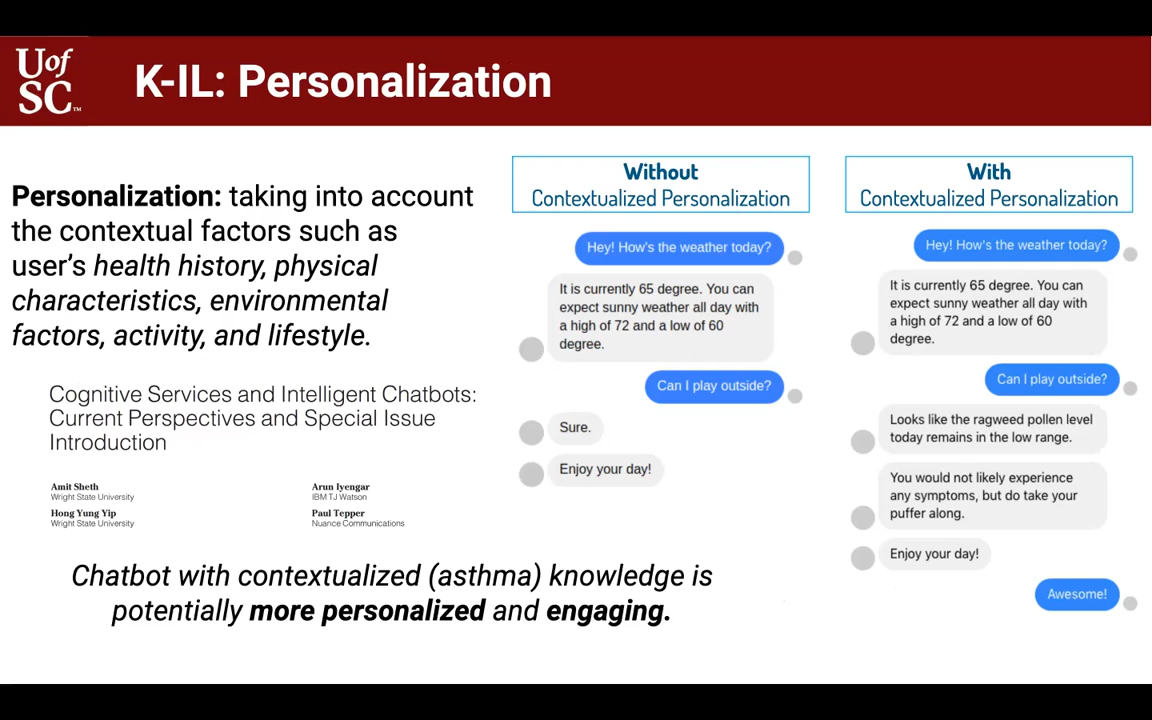 Uof
SC™
K-IL: Personalization
Personalization: taking into account
the contextual factors such as
user's health history, physical
characteristics, environmental
factors, activity, and lifestyle.
Cognitive Services and Intelligent Chatbots:
Current Perspectives and Special Issue
Introduction
Amit Sheth
Wright State University
Arun Iyengar
IBM TJ Watson
Hong Yung Yip
Wright State University
Paul Tepper
Nuance Communications
Chatbot with contextualized (asthma) knowledge is
potentially more personalized and engaging.
Without
Contextualized Personalization
Hey! How's the weather today?
It is currently 65 degree. You can
expect sunny weather all day with
a high of 72 and a low of 60
degree.
Can I play outside?
Sure.
Enjoy your day!
With
Contextualized Personalization
Hey! How's the weather today?
It is currently 65 degree. You can
expect sunny weather all day with
a high of 72 and a low of 60
degree.
Can I play outside?
Looks like the ragweed pollen level
today remains in the low range.
You would not likely experience
any symptoms, but do take your
puffer along.
Enjoy your day!
Awesome!